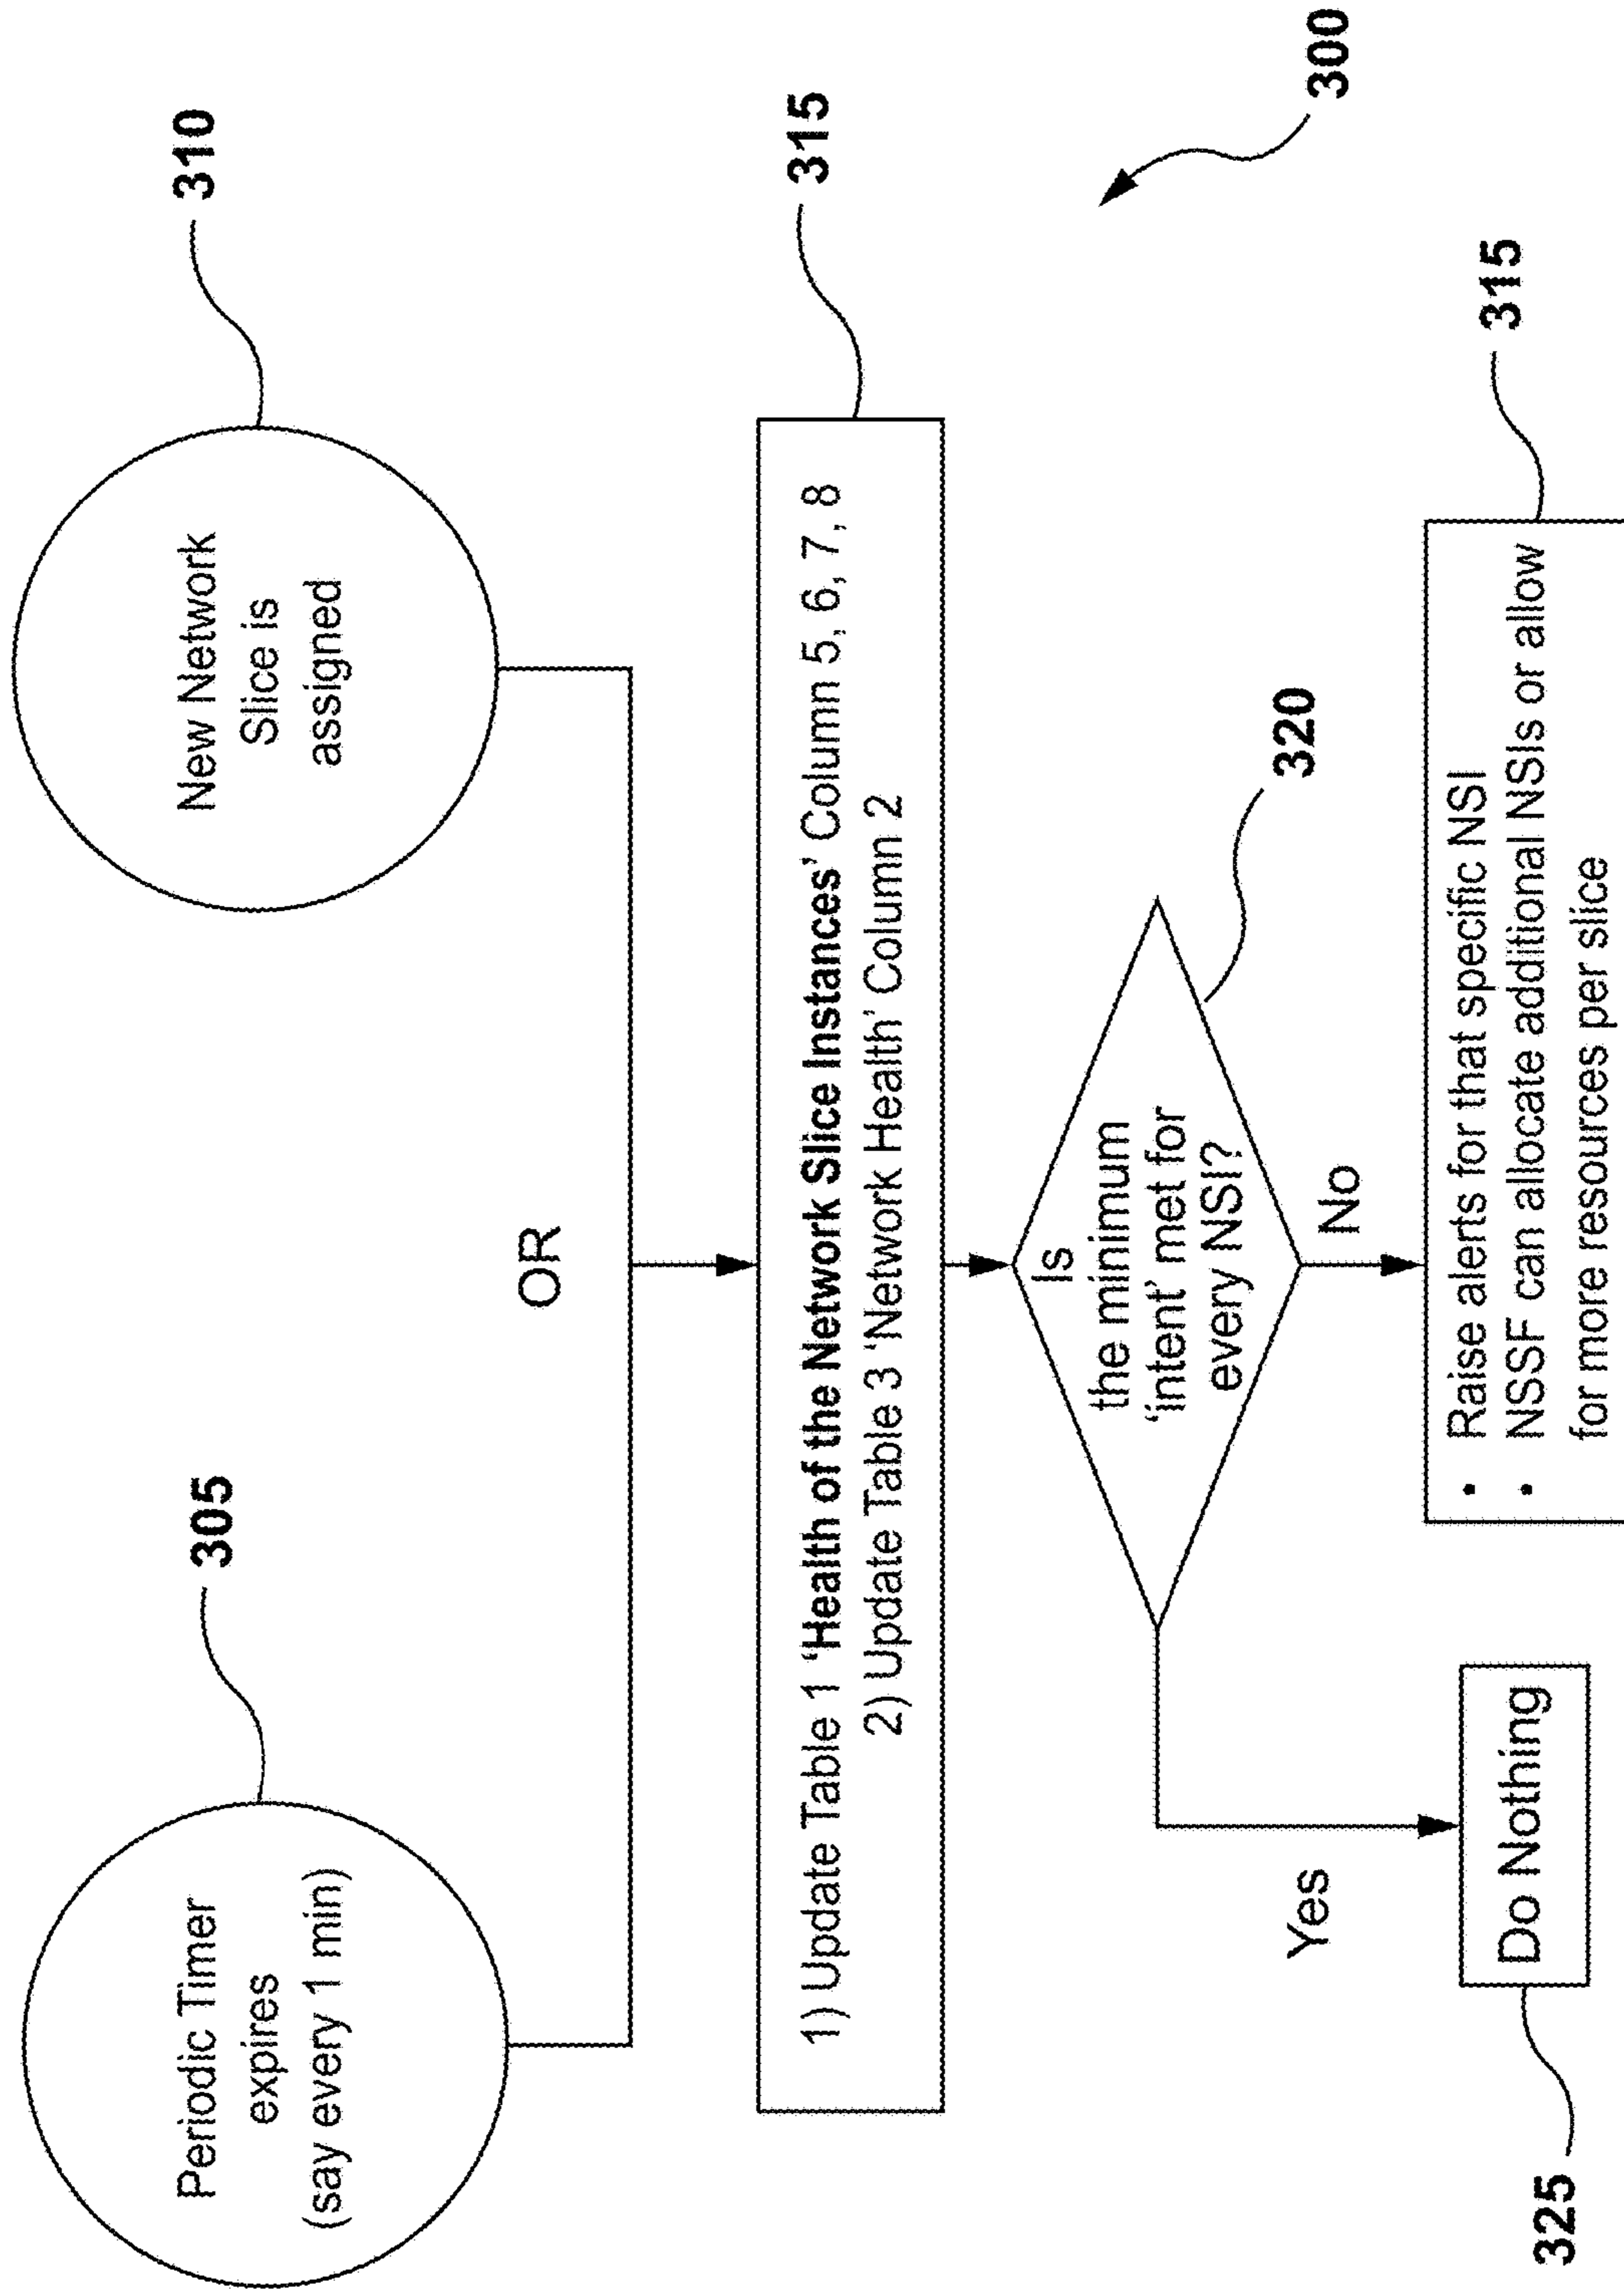 305
Periodic Timer
expires
(say every 1 min)
310
New Network
Slice is
assigned
OR
315
1) Update Table 1 ‘Health of the Network Slice Instances’ Column 5, 6, 7, 8
2) Update Table 3 ‘Network Health’ Column 2
300
320
Is
the minimum
‘intent’ met for
every NSI?
Yes
No
325
Do Nothing
315
• Raise alerts for that specific NSI
• NSSF can allocate additional NSIs or allow
for more resources per slice